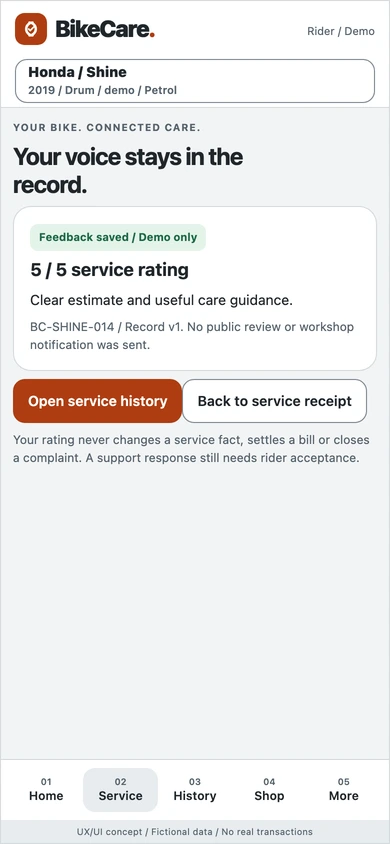 BikeCare.
Rider / Demo
Honda / Shine
2019 / Drum / demo / Petrol
YOUR BIKE. CONNECTED CARE.
Your voice stays in the
record.
Feedback saved / Demo only
5 / 5 service rating
Clear estimate and useful care guidance.
BC-SHINE-014 / Record v1. No public review or workshop
notification was sent.
Open service history
Back to service receipt
Your rating never changes a service fact, settles a bill or closes
a complaint. A support response still needs rider acceptance.
01
Home
02
Service
03
History
04
Shop
05
More
UX/UI concept / Fictional data / No real transactions